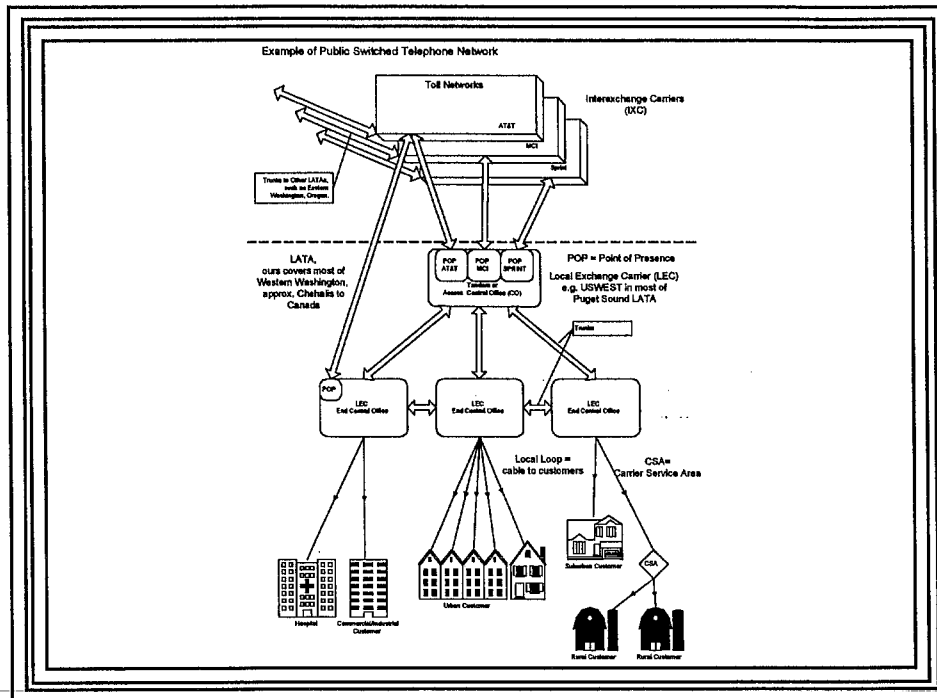 Example of Public Switched Telephone Network
Toll Networks
AT&T
MCI
Sprint
Interexchange Carriers
(IXC)
Trunks to Other LATAs,
such as Eastern
Washington, Oregon.
LATA,
ours covers most of
Western Washington,
approx, Chehalis to
Canada
POP
AT&T
POP
MCI
POP
SPRINT
Tandem or
Access Control Office (CO)
POP = Point of Presence
Local Exchange Carrier (LEC)
e.g. USWEST in most of
Puget Sound LATA
Trunks
POP
LEC
End Control Office
LEC
End Control Office
LEC
End Control Office
Local Loop =
cable to customers
CSA=
Carrier Service Area
Hospital
Commercial/Industrial
Customer
Urban Customer
Suburban Customer
CSA
Rural Customer
Rural Customer